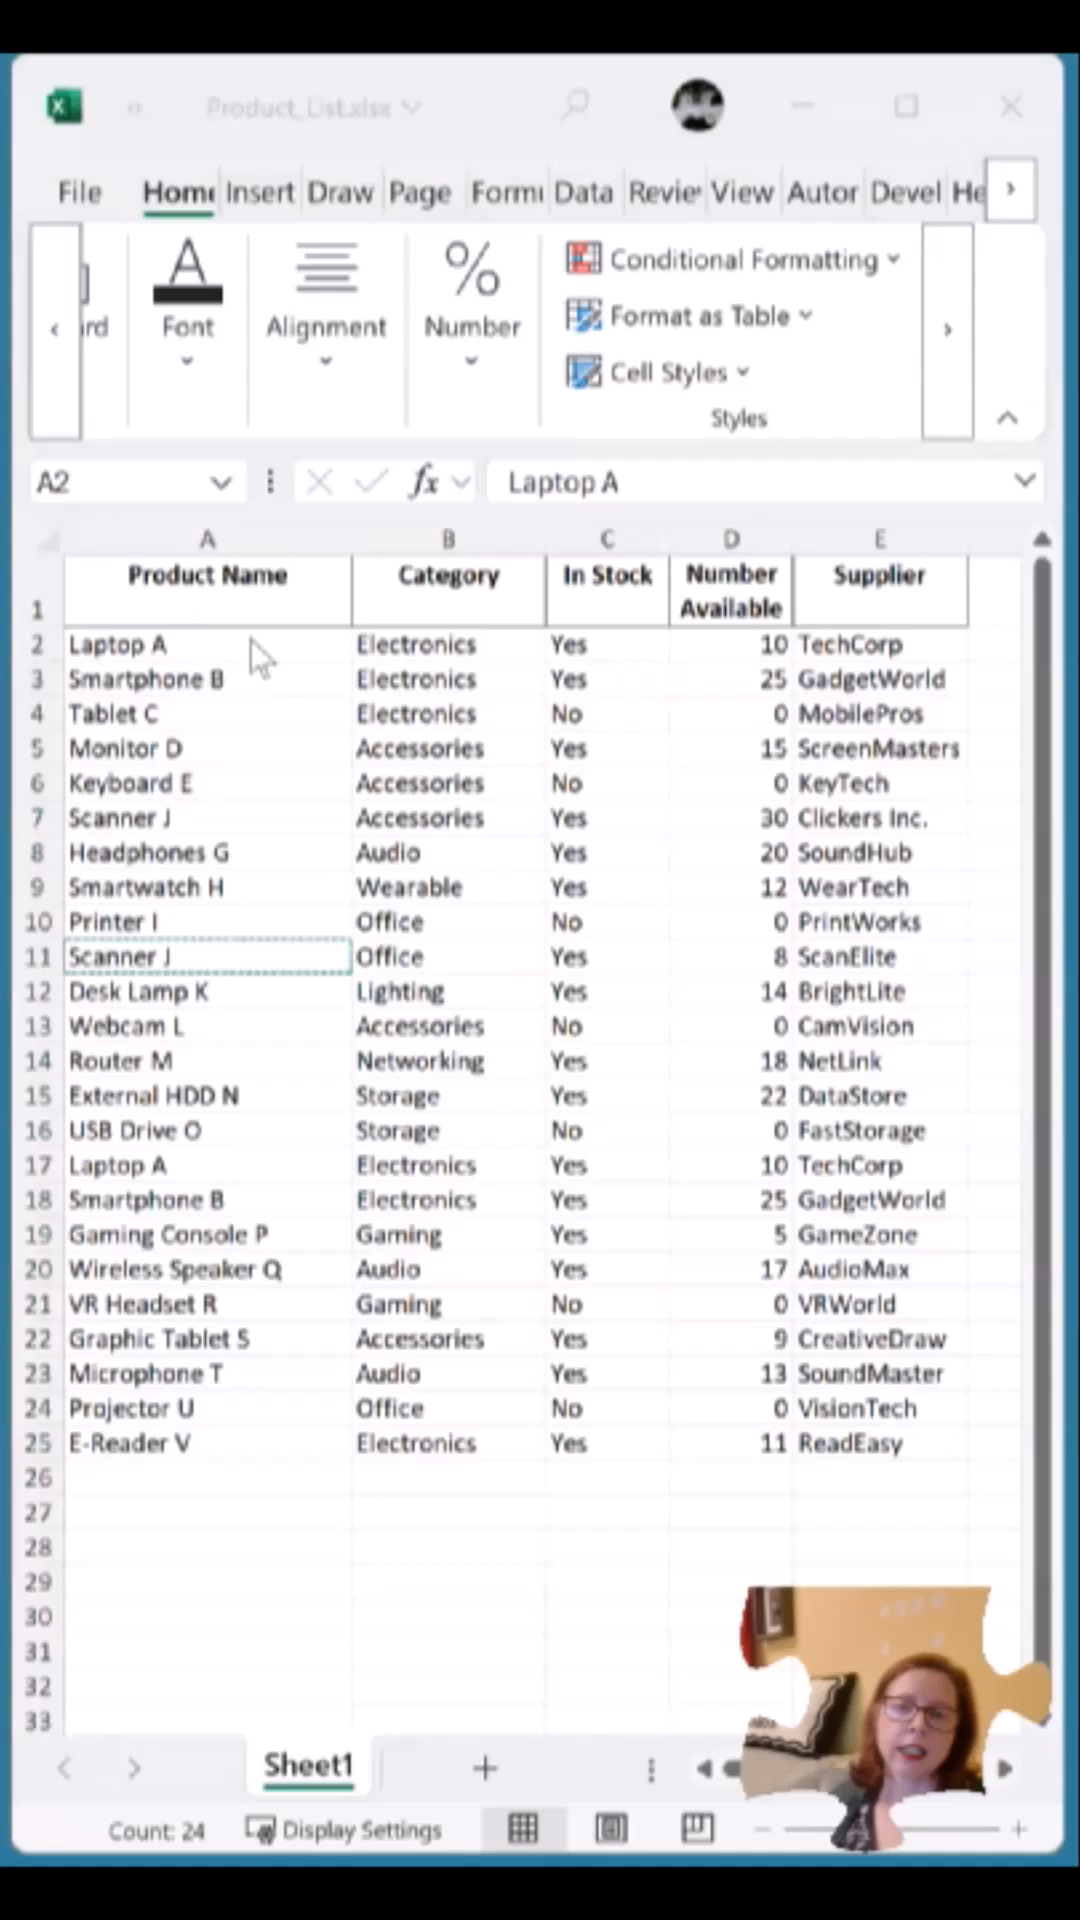 Product_List.xlsx
File Home Insert Draw Page Formu Data Review View Autor Devel He
rd Font Alignment Number
Conditional Formatting
Format as Table
Cell Styles
Styles
A2 fx Laptop A
A B C D E
1 Product Name Category In Stock Number Available Supplier
2 Laptop A Electronics Yes 10 TechCorp
3 Smartphone B Electronics Yes 25 GadgetWorld
4 Tablet C Electronics No 0 MobilePros
5 Monitor D Accessories Yes 15 ScreenMasters
6 Keyboard E Accessories No 0 KeyTech
7 Scanner J Accessories Yes 30 Clickers Inc.
8 Headphones G Audio Yes 20 SoundHub
9 Smartwatch H Wearable Yes 12 WearTech
10 Printer I Office No 0 PrintWorks
11 Scanner J Office Yes 8 ScanElite
12 Desk Lamp K Lighting Yes 14 BrightLite
13 Webcam L Accessories No 0 CamVision
14 Router M Networking Yes 18 NetLink
15 External HDD N Storage Yes 22 DataStore
16 USB Drive O Storage No 0 FastStorage
17 Laptop A Electronics Yes 10 TechCorp
18 Smartphone B Electronics Yes 25 GadgetWorld
19 Gaming Console P Gaming Yes 5 GameZone
20 Wireless Speaker Q Audio Yes 17 AudioMax
21 VR Headset R Gaming No 0 VRWorld
22 Graphic Tablet S Accessories Yes 9 CreativeDraw
23 Microphone T Audio Yes 13 SoundMaster
24 Projector U Office No 0 VisionTech
25 E-Reader V Electronics Yes 11 ReadEasy
26
27
28
29
30
31
32
33
Sheet1
Count: 24 Display Settings